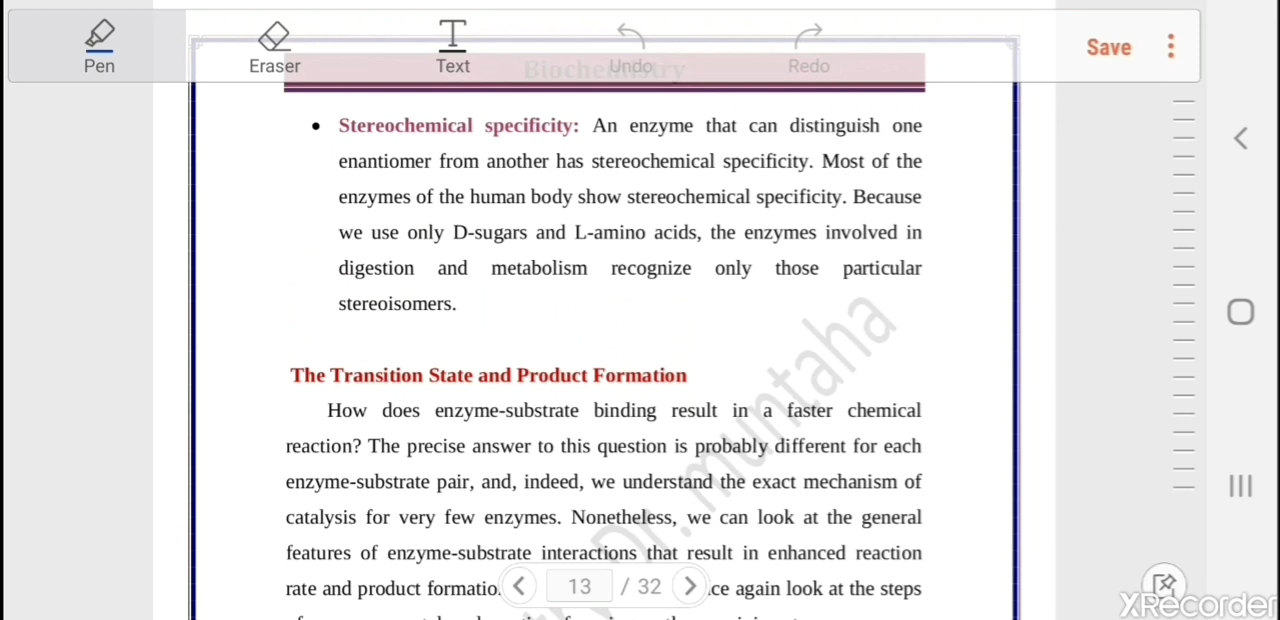 Pen
Eraser
Text
Undo
Redo
Save
Biochemistry
• Stereochemical specificity: An enzyme that can distinguish one
enantiomer from another has stereochemical specificity. Most of the
enzymes of the human body show stereochemical specificity. Because
we use only D-sugars and L-amino acids, the enzymes involved in
digestion and metabolism recognize only those particular
stereoisomers.
The Transition State and Product Formation
How does enzyme-substrate binding result in a faster chemical
reaction? The precise answer to this question is probably different for each
enzyme-substrate pair, and, indeed, we understand the exact mechanism of
catalysis for very few enzymes. Nonetheless, we can look at the general
features of enzyme-substrate interactions that result in enhanced reaction
rate and product formatio ce again look at the steps
Dr. muntaha
13 / 32
XRecorder